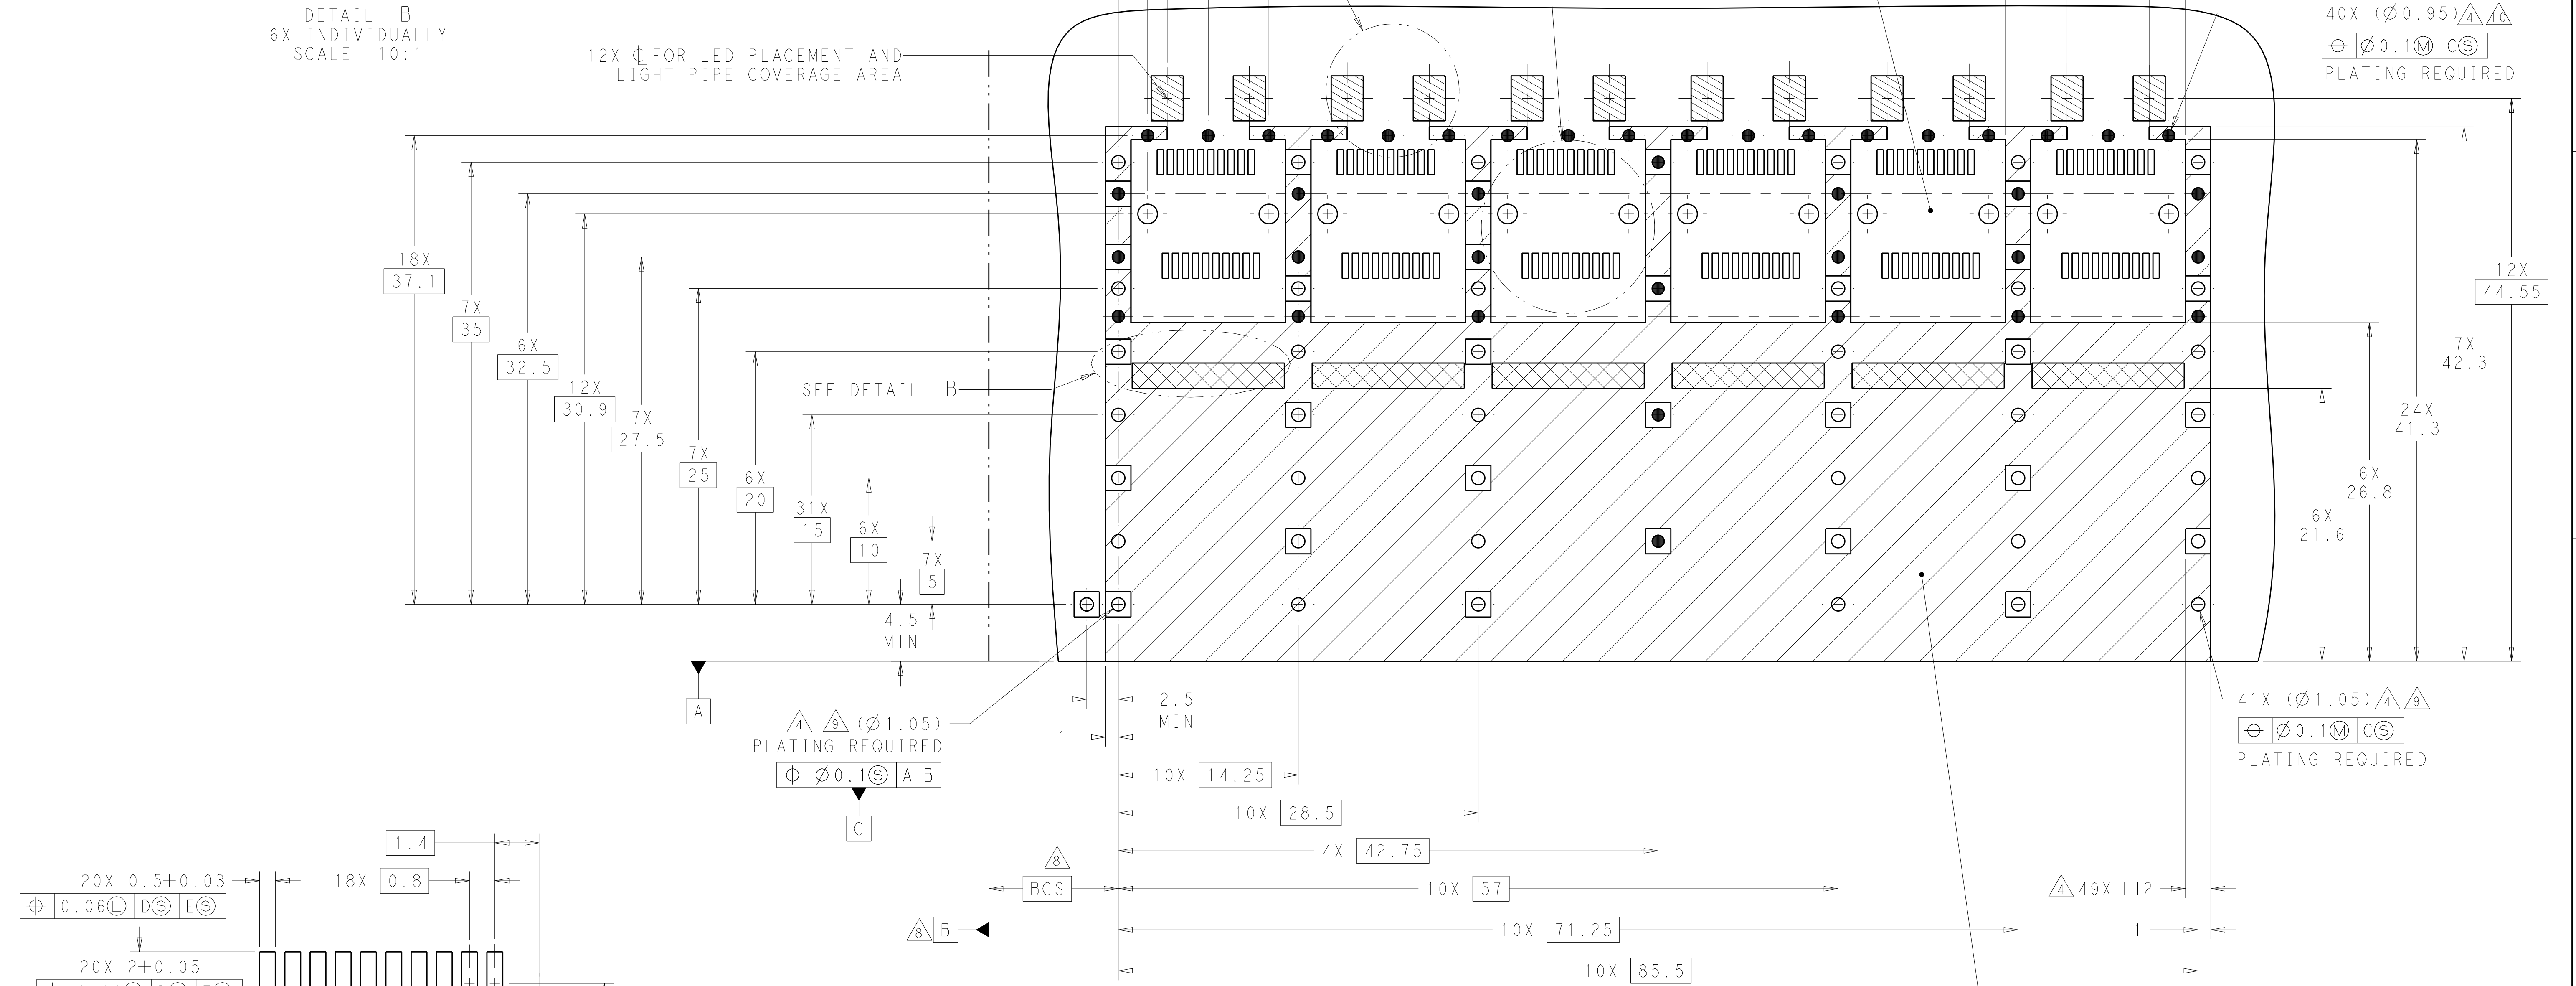 DETAIL B
6X INDIVIDUALLY
SCALE 10:1
12X ℄ FOR LED PLACEMENT AND
LIGHT PIPE COVERAGE AREA
40X (Ø0.95) 4 10
⌖ Ø0.1Ⓜ CⓈ
PLATING REQUIRED
18X
37.1
7X
35
6X
32.5
12X
30.9
7X
27.5
7X
25
6X
20
31X
15
6X
10
7X
5
4.5
MIN
SEE DETAIL B
12X
44.55
7X
42.3
24X
41.3
6X
26.8
6X
21.6
A
4 9 (Ø1.05)
PLATING REQUIRED
⌖ Ø0.1Ⓢ A B
C
2.5
MIN
1
10X 14.25
10X 28.5
4X 42.75
8
BCS
10X 57
8 B
10X 71.25
10X 85.5
41X (Ø1.05) 4 9
⌖ Ø0.1Ⓜ CⓈ
PLATING REQUIRED
4 49X □2
1
1.4
20X 0.5±0.03
18X 0.8
⌖ 0.06Ⓛ DⓈ EⓈ
20X 2±0.05